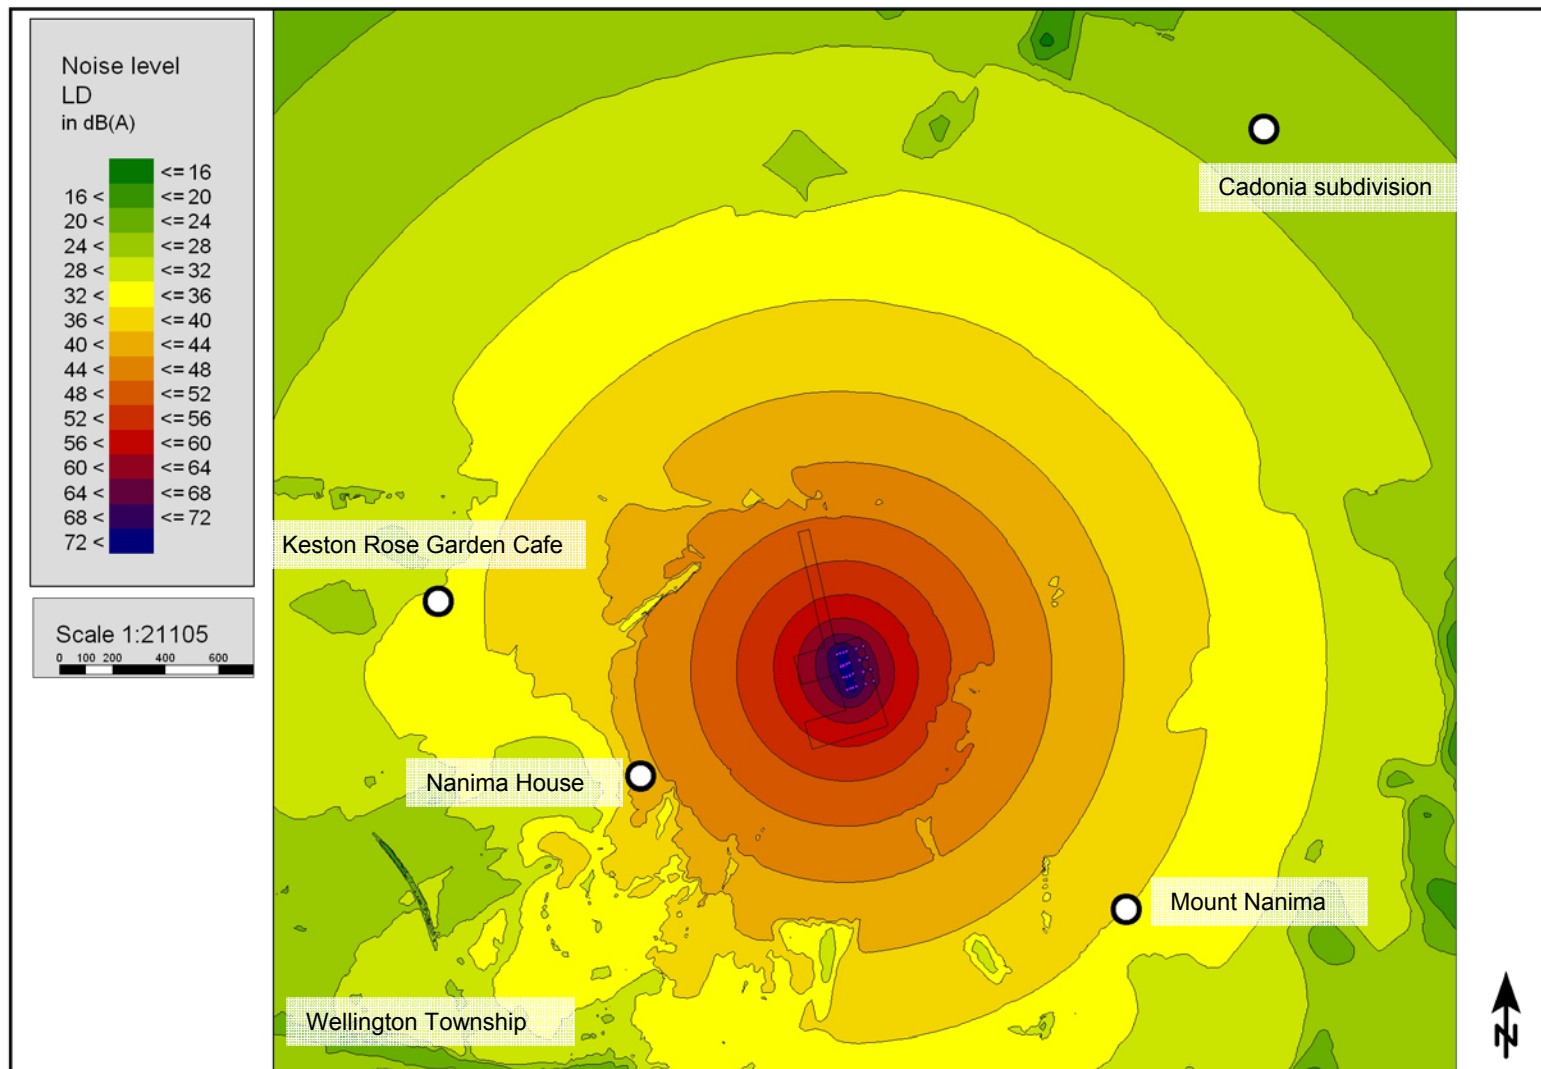 Noise level
LD
in dB(A)
<= 16
16 < <= 20
20 < <= 24
24 < <= 28
28 < <= 32
32 < <= 36
36 < <= 40
40 < <= 44
44 < <= 48
48 < <= 52
52 < <= 56
56 < <= 60
60 < <= 64
64 < <= 68
68 < <= 72
72 <
Scale 1:21105
0 100 200 400 600
Cadonia subdivision
Keston Rose Garden Cafe
Nanima House
Mount Nanima
Wellington Township
N